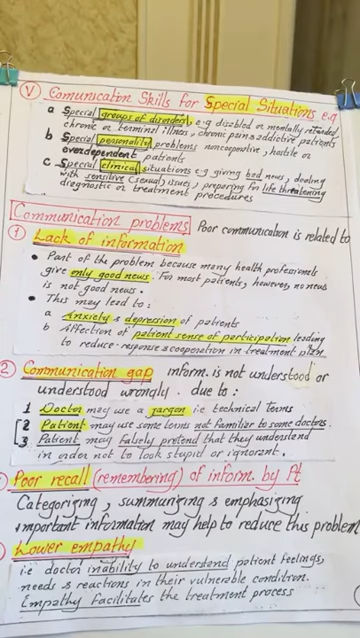 V Comunication Skills for Special Situations e.g
a Special groups of disorders, e.g disabled or mentally retarded,
chronic or terminal illness, chronic pain & addictive patients
b Special personality problems noncooperative, hostile or
overdependent patients
c Special clinical situations e.g giving bed news, dealing
with sensitive (sexual) issues, preparing for life threatening
diagnostic or treatment procedures
Communication problems Poor communication is related to
1 Lack of information
• Part of the problem because many health professionels
give only good news. For most patients, however, no news
is not good news.
• This may lead to:
a Anxiety & depression of patients
b Affection of patient sense of participation leading
to reduce response & cooperation in treatment plan
2 Communication gap inform. is not understood or
understood wrongly. due to:
1 Doctor may use a jargon ie technical terms
2 Patient may use some terms not familier to some doctors.
3 Patient may falsely pretend that they understand
in order not to look stupid or ignorant.
Poor recall (remembering) of inform. by Pt
Categorizing, summurizing & emphasizing
important information may help to reduce this problem
Lower empathy
i.e doctor inability to understand patient feelings,
needs & reactions in their vulnerable condition.
Empathy facilitates the treatment process